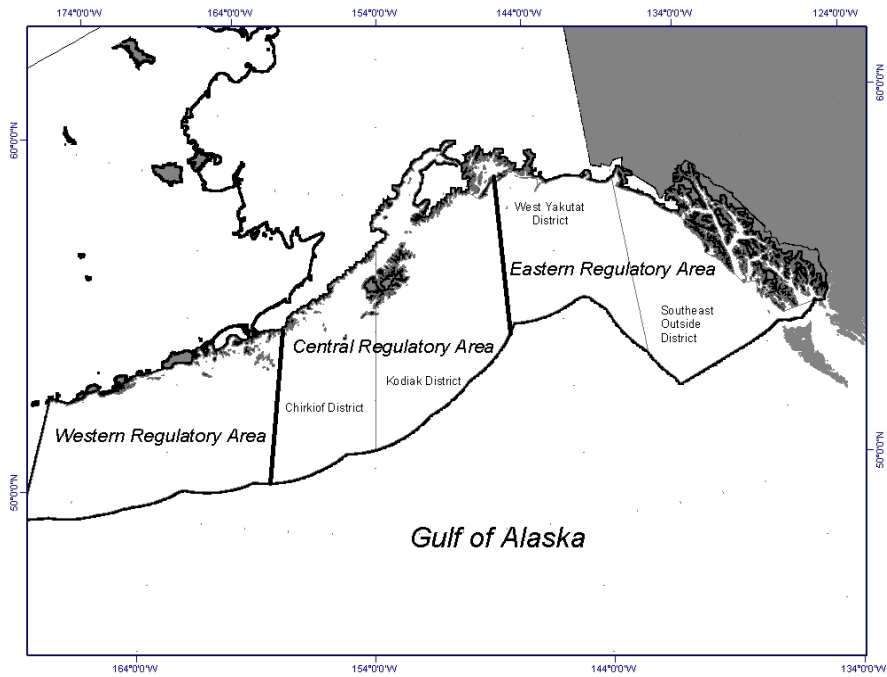 174°0'0"W 164°0'0"W 154°0'0"W 144°0'0"W 134°0'0"W 124°0'0"W
60°0'0"N
60°0'0"N
West Yakutat
District
Eastern Regulatory Area
Southeast
Outside
District
Central Regulatory Area
Kodiak District
Chirkiof District
Western Regulatory Area
50°0'0"N
50°0'0"N
Gulf of Alaska
164°0'0"W 154°0'0"W 144°0'0"W 134°0'0"W